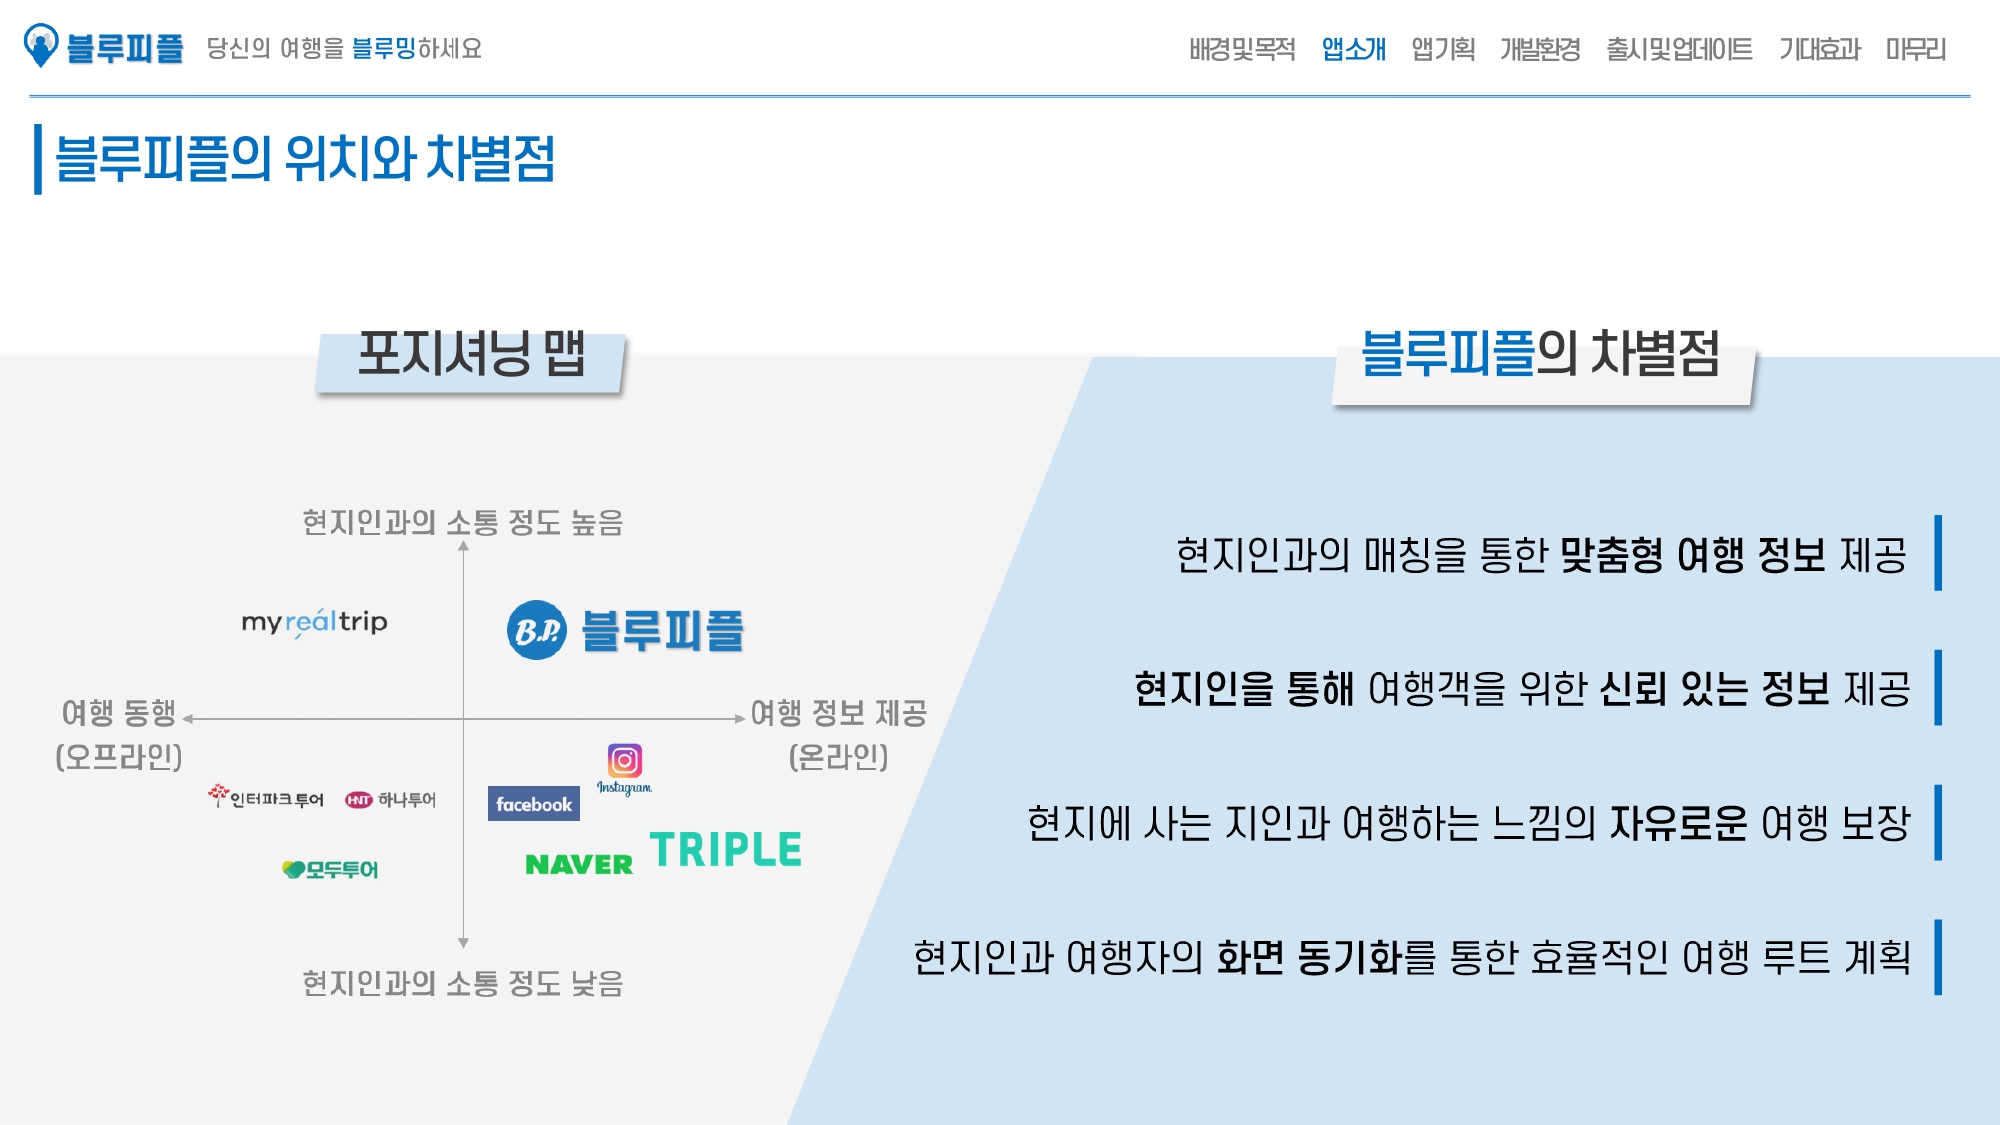 블루피플 당신의 여행을 블루밍하세요
배경 및 목적 앱 소개 앱 기획 개발환경 출시 및 업데이트 기대효과 마무리
블루피플의 위치와 차별점
포지셔닝 맵
현지인과의 소통 정도 높음
myrealtrip
B.P. 블루피플
여행 동행
(오프라인)
여행 정보 제공
(온라인)
인터파크 투어
HNT 하나투어
모두투어
Instagram
facebook
NAVER
TRIPLE
현지인과의 소통 정도 낮음
블루피플의 차별점
현지인과의 매칭을 통한 맞춤형 여행 정보 제공
현지인을 통해 여행객을 위한 신뢰 있는 정보 제공
현지에 사는 지인과 여행하는 느낌의 자유로운 여행 보장
현지인과 여행자의 화면 동기화를 통한 효율적인 여행 루트 계획